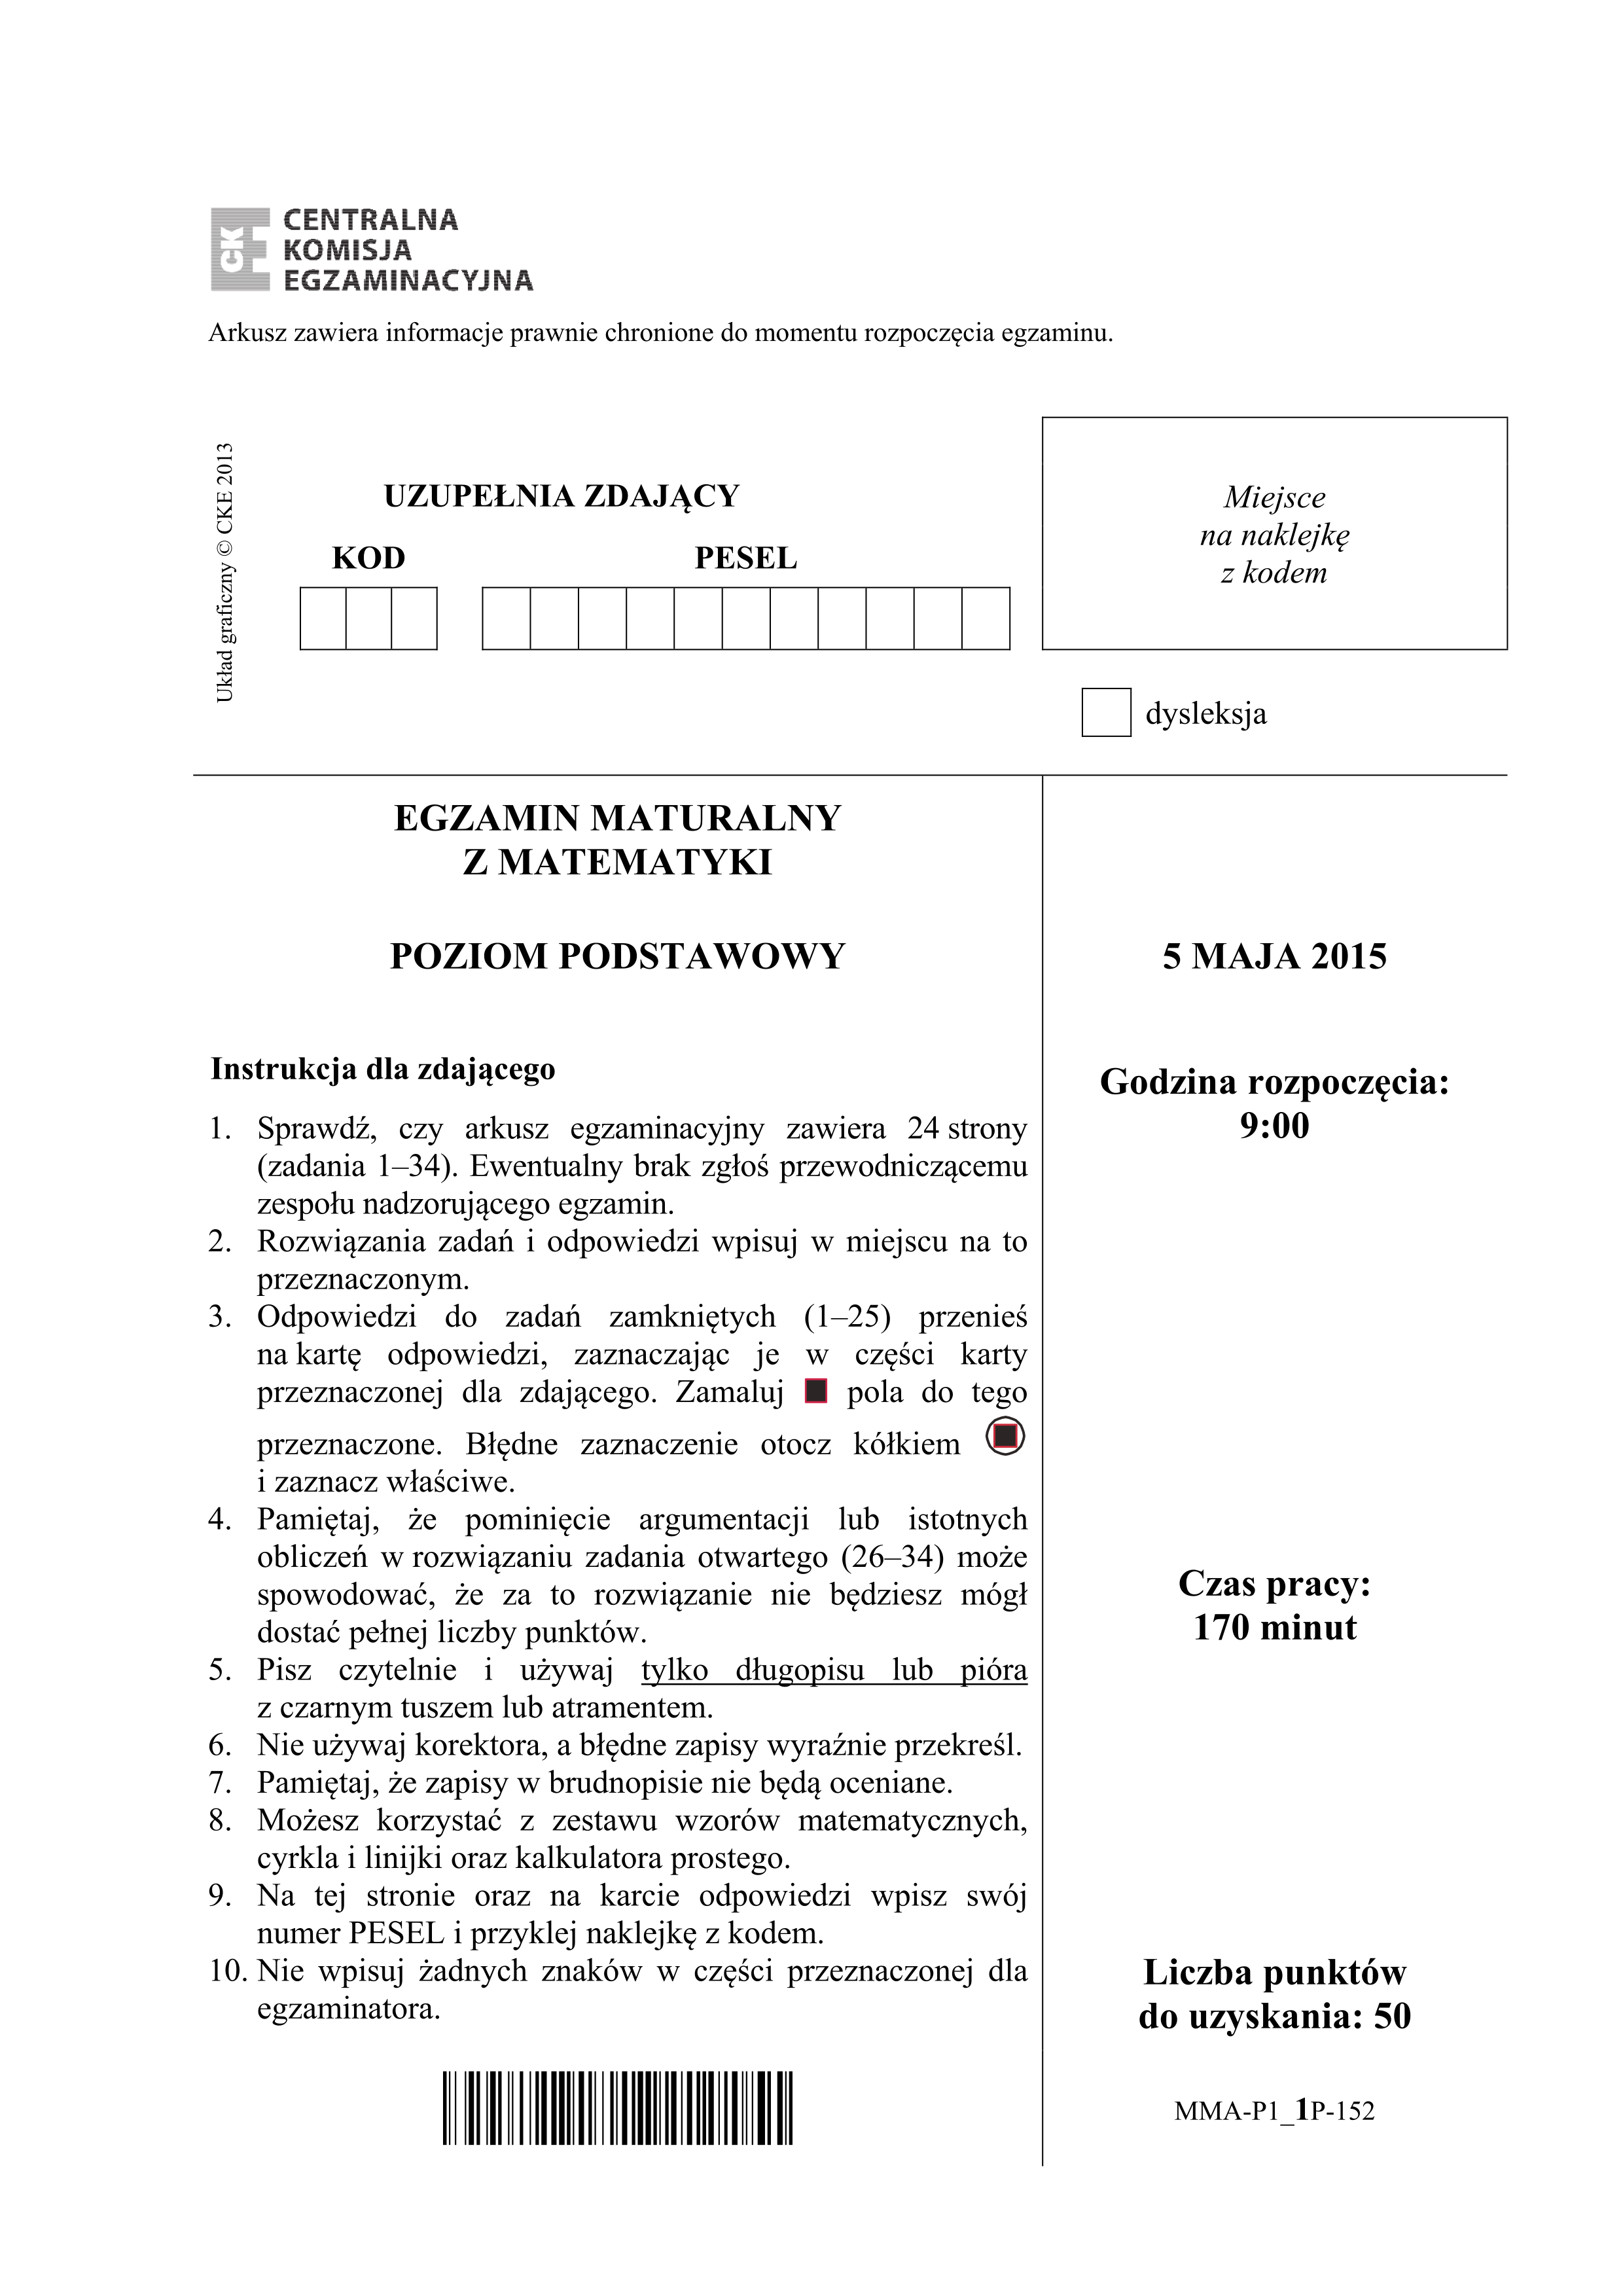 CK
CENTRALNA
KOMISJA
EGZAMINACYJNA
Arkusz zawiera informacje prawnie chronione do momentu rozpoczęcia egzaminu.
Układ graficzny © CKE 2013
UZUPEŁNIA ZDAJĄCY
KOD PESEL
Miejsce
na naklejkę
z kodem
dysleksja
EGZAMIN MATURALNY
Z MATEMATYKI
POZIOM PODSTAWOWY
Instrukcja dla zdającego
1. Sprawdź, czy arkusz egzaminacyjny zawiera 24 strony
(zadania 1–34). Ewentualny brak zgłoś przewodniczącemu
zespołu nadzorującego egzamin.
2. Rozwiązania zadań i odpowiedzi wpisuj w miejscu na to
przeznaczonym.
3. Odpowiedzi do zadań zamkniętych (1–25) przenieś
na kartę odpowiedzi, zaznaczając je w części karty
przeznaczonej dla zdającego. Zamaluj pola do tego
przeznaczone. Błędne zaznaczenie otocz kółkiem
i zaznacz właściwe.
4. Pamiętaj, że pominięcie argumentacji lub istotnych
obliczeń w rozwiązaniu zadania otwartego (26–34) może
spowodować, że za to rozwiązanie nie będziesz mógł
dostać pełnej liczby punktów.
5. Pisz czytelnie i używaj tylko długopisu lub pióra
z czarnym tuszem lub atramentem.
6. Nie używaj korektora, a błędne zapisy wyraźnie przekreśl.
7. Pamiętaj, że zapisy w brudnopisie nie będą oceniane.
8. Możesz korzystać z zestawu wzorów matematycznych,
cyrkla i linijki oraz kalkulatora prostego.
9. Na tej stronie oraz na karcie odpowiedzi wpisz swój
numer PESEL i przyklej naklejkę z kodem.
10. Nie wpisuj żadnych znaków w części przeznaczonej dla
egzaminatora.
5 MAJA 2015
Godzina rozpoczęcia:
9:00
Czas pracy:
170 minut
Liczba punktów
do uzyskania: 50
MMA-P1_1P-152